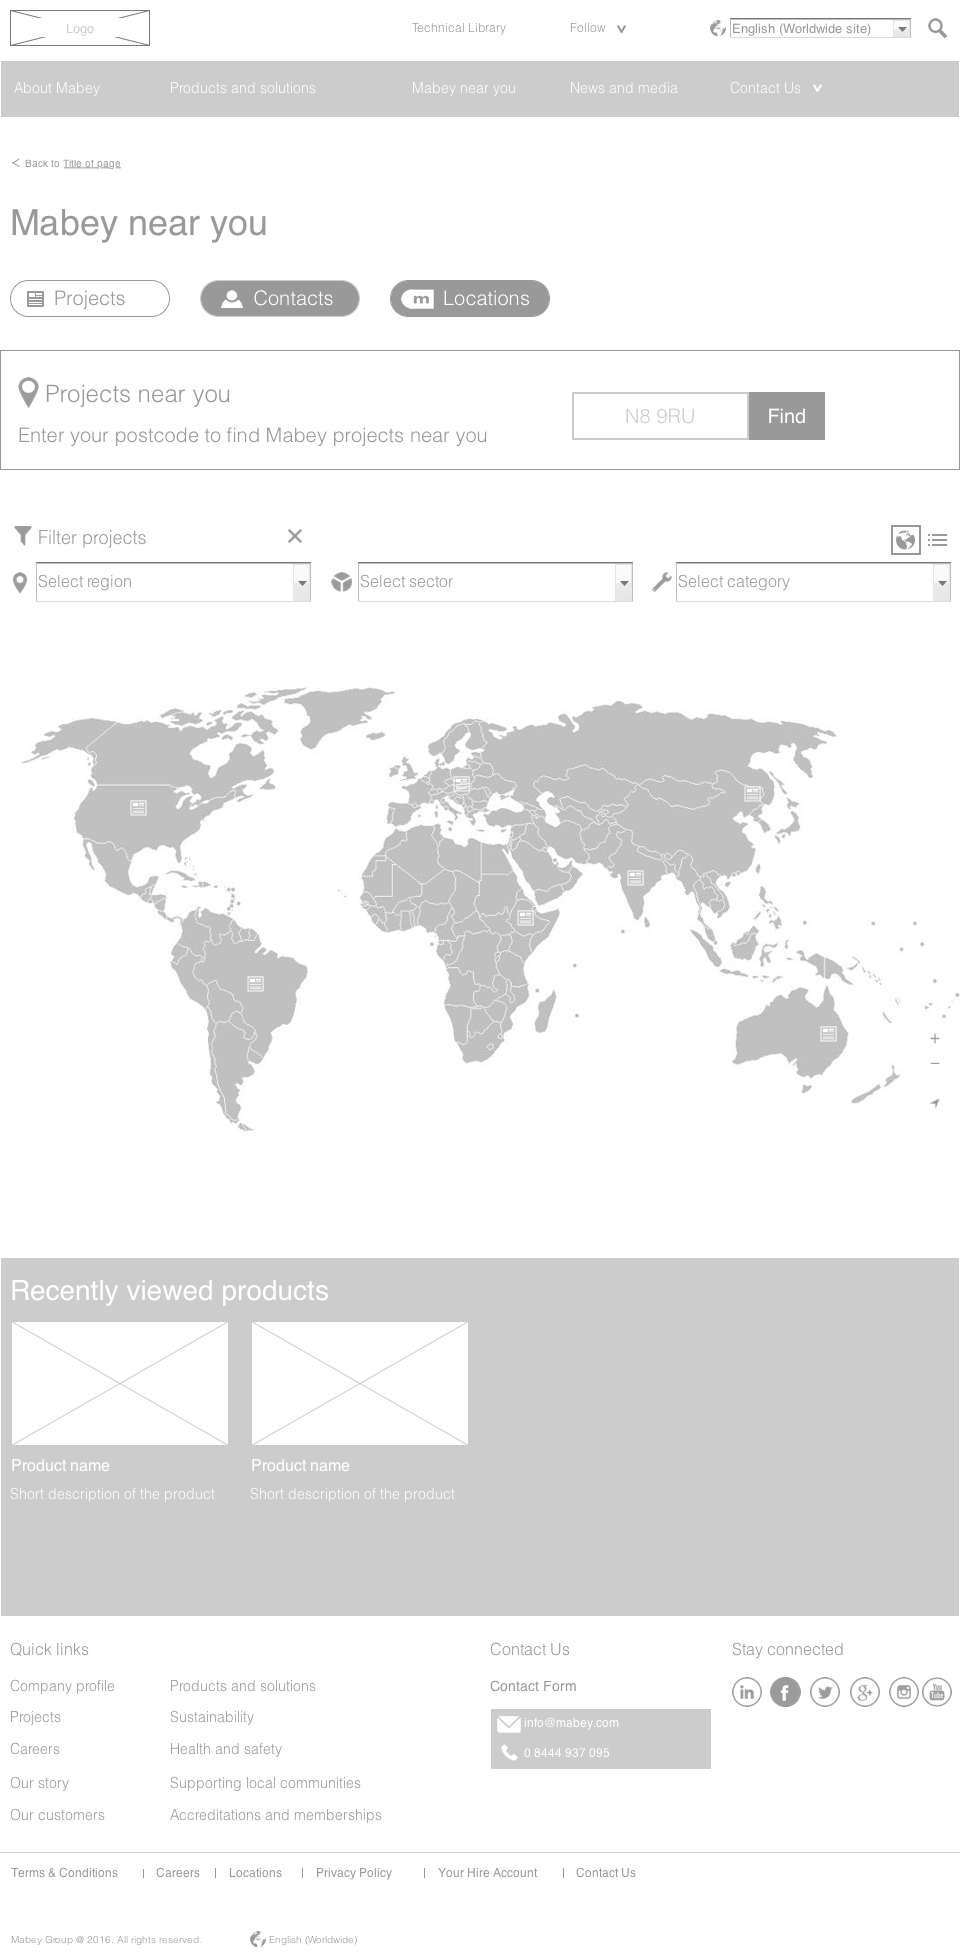 Logo
Technical Library
Follow
English (Worldwide site)
About Mabey
Products and solutions
Mabey near you
News and media
Contact Us
< Back to Title of page
Mabey near you
Projects
Contacts
m Locations
Projects near you
Enter your postcode to find Mabey projects near you
N8 9RU
Find
Filter projects
Select region
Select sector
Select category
+
−
Recently viewed products
Product name
Product name
Short description of the product
Short description of the product
Quick links
Contact Us
Stay connected
Company profile
Products and solutions
Contact Form
in f g+ You Tube
Projects
Sustainability
info@mabey.com
Careers
Health and safety
0 8444 937 095
Our story
Supporting local communities
Our customers
Accreditations and memberships
Terms & Conditions | Careers | Locations | Privacy Policy | Your Hire Account | Contact Us
Mabey Group @ 2016. All rights reserved.
English (Worldwide)